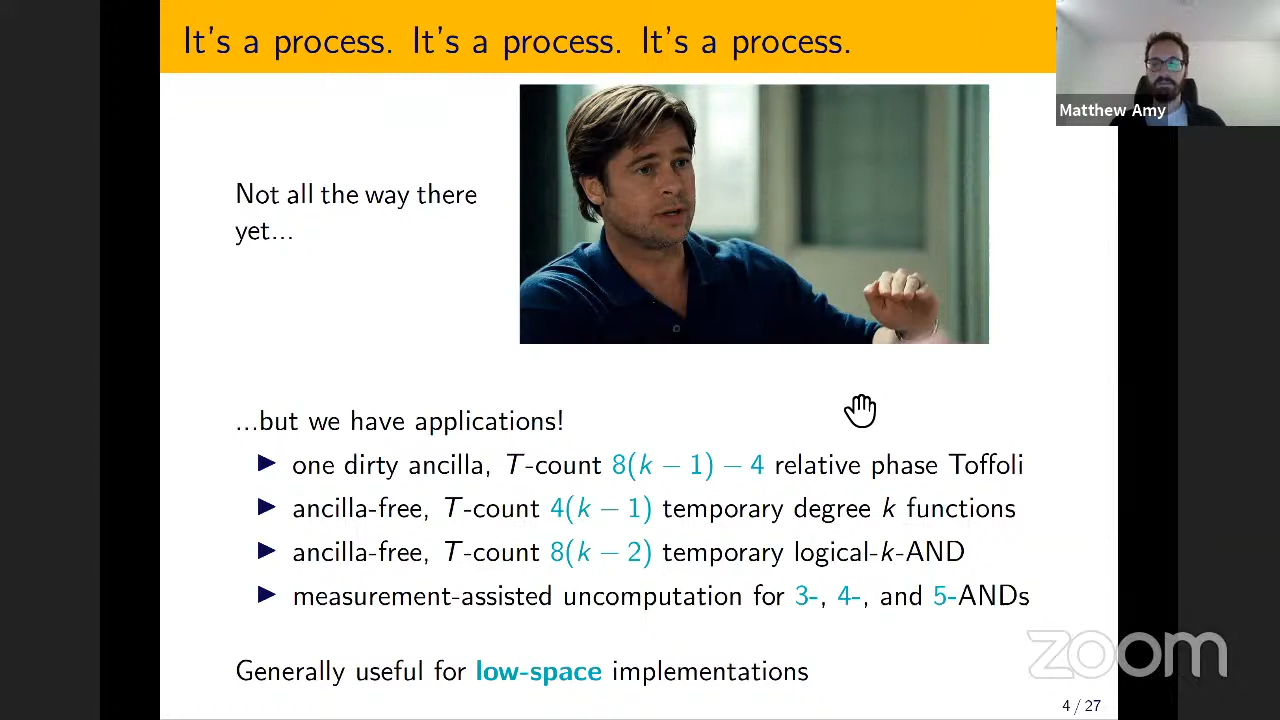 It's a process. It's a process. It's a process.
Matthew Amy
Not all the way there
yet...
...but we have applications!
▶ one dirty ancilla, T-count 8(k − 1) − 4 relative phase Toffoli
▶ ancilla-free, T-count 4(k − 1) temporary degree k functions
▶ ancilla-free, T-count 8(k − 2) temporary logical-k-AND
▶ measurement-assisted uncomputation for 3-, 4-, and 5-ANDs
Generally useful for low-space implementations
zoom
4 / 27